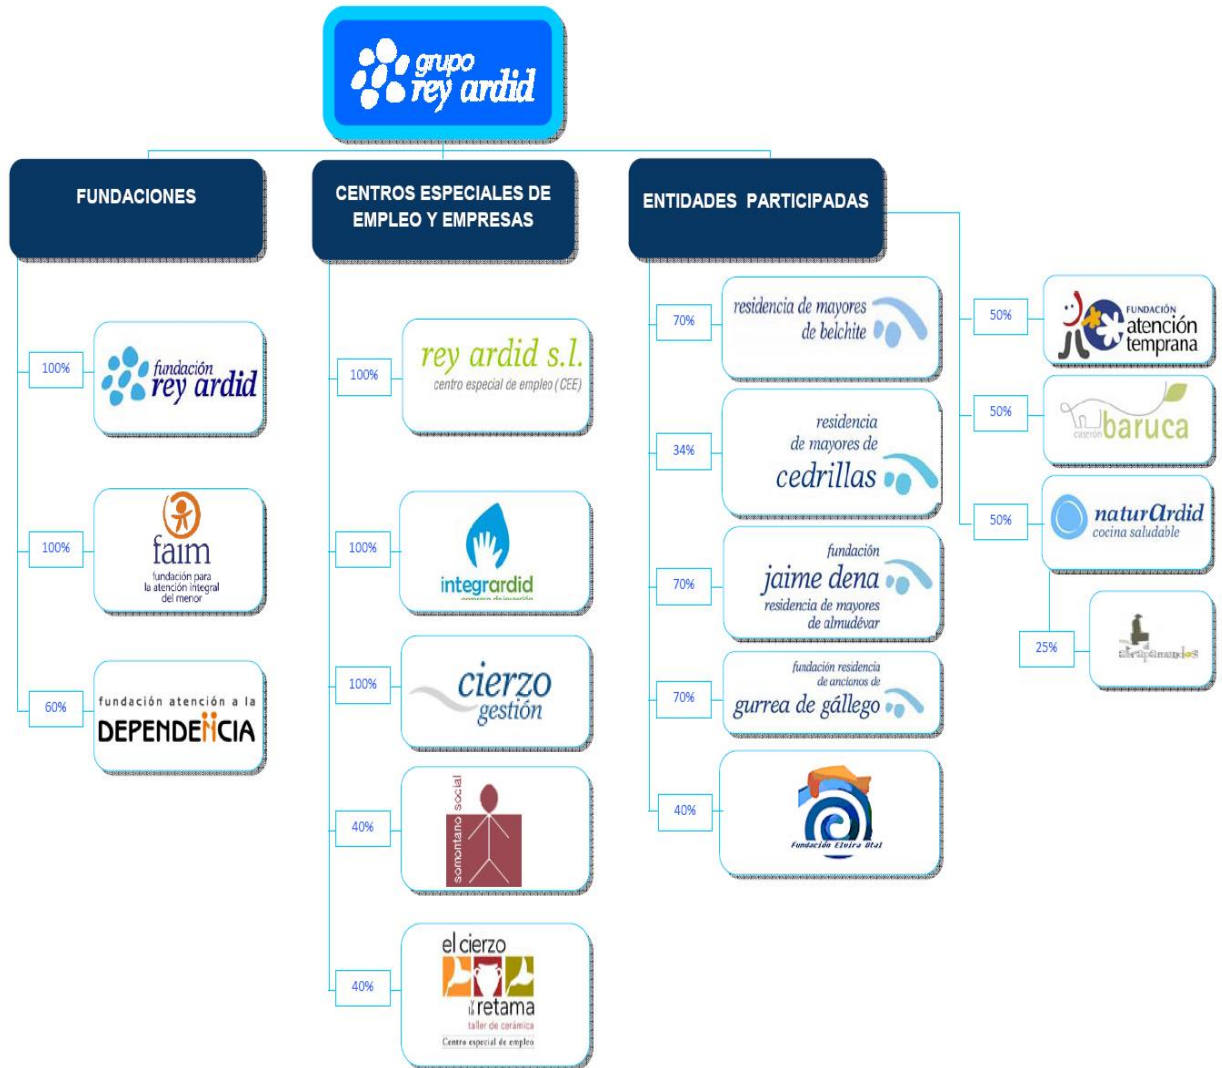 grupo
rey ardid
FUNDACIONES
CENTROS ESPECIALES DE
EMPLEO Y EMPRESAS
ENTIDADES PARTICIPADAS
100%
fundación
rey ardid
100%
faim
fundación para
la atención integral
del menor
60%
fundación atención a la
DEPENDENCIA
100%
rey ardid s.l.
centro especial de empleo (CEE)
100%
integrardid
100%
cierzo
gestión
40%
somontano social
40%
el cierzo
y la
retama
taller de cerámica
Centro especial de empleo
70%
residencia de mayores
de belchite
34%
residencia
de mayores de
cedrillas
70%
fundación
jaime dena
residencia de mayores
de almudévar
70%
fundación residencia
de ancianos de
gurrea de gállego
40%
Fundación Elvira Otal
50%
FUNDACIÓN
atención
temprana
50%
caserón baruca
50%
naturardid
cocina saludable
25%
atrapamundos